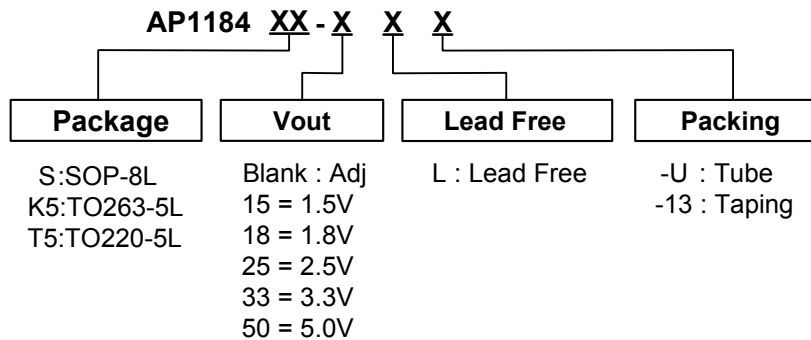 AP1184 XX - X X X
Package
Vout
Lead Free
Packing
S:SOP-8L
K5:TO263-5L
T5:TO220-5L
Blank : Adj
15 = 1.5V
18 = 1.8V
25 = 2.5V
33 = 3.3V
50 = 5.0V
L : Lead Free
-U : Tube
-13 : Taping